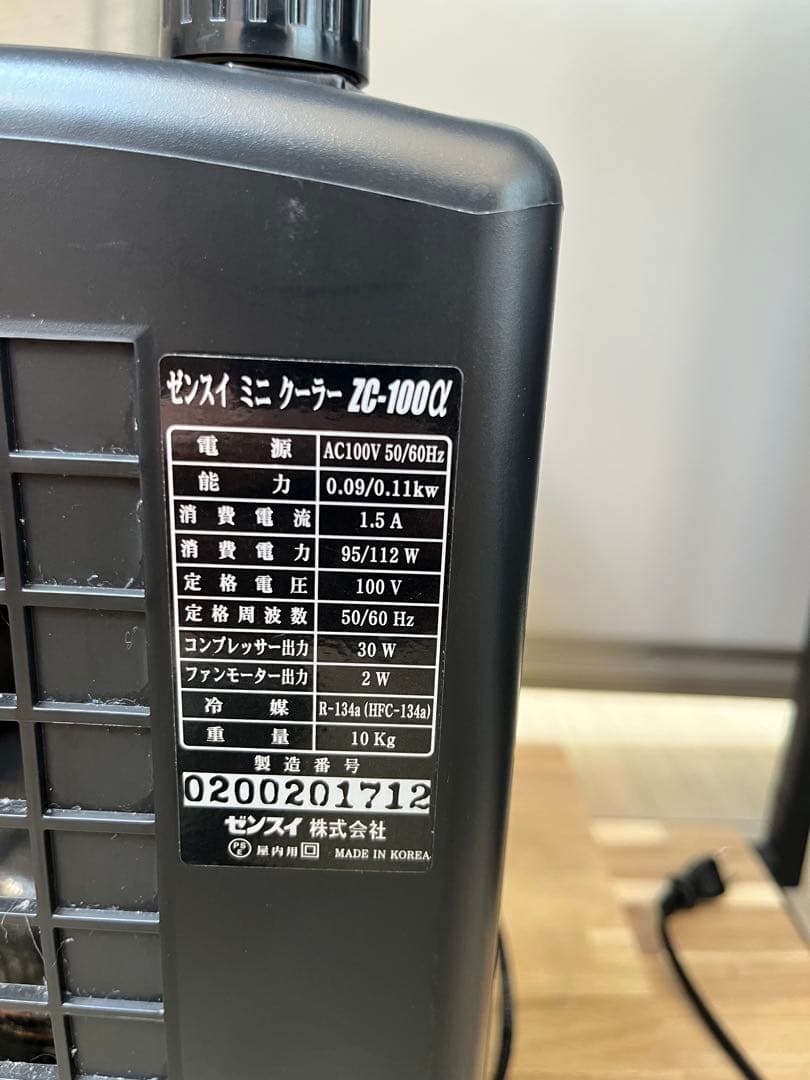 ゼンスイ ミニ クーラー ZC-100α
電源 AC100V 50/60Hz
能力 0.09/0.11kw
消費電流 1.5 A
消費電力 95/112 W
定格電圧 100 V
定格周波数 50/60 Hz
コンプレッサー出力 30 W
ファンモーター出力 2 W
冷媒 R-134a (HFC-134a)
重量 10 Kg
製造番号
0200201712
ゼンスイ 株式会社
PSE 屋内用 MADE IN KOREA